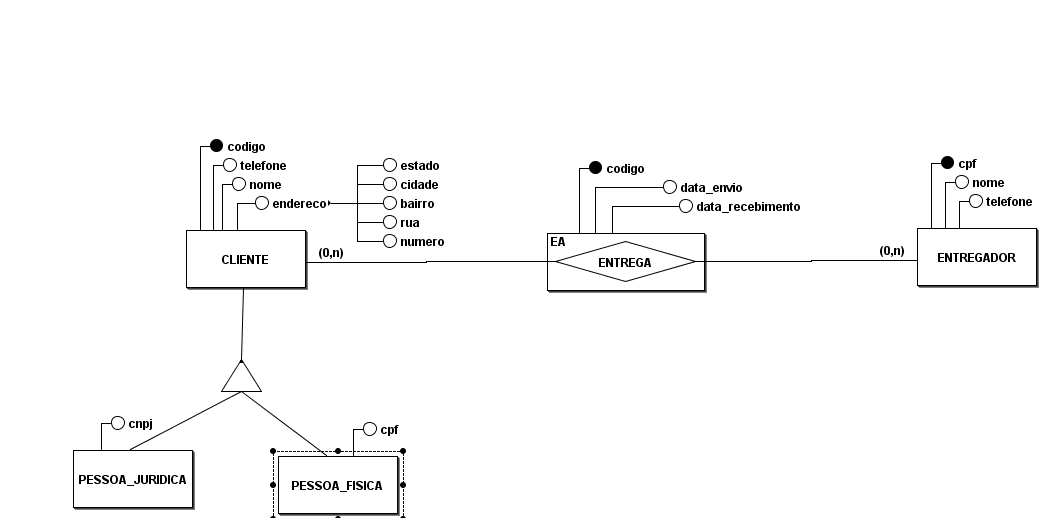 codigo
telefone
nome
endereco
estado
cidade
bairro
rua
numero
CLIENTE
(0,n)
codigo
data_envio
data_recebimento
EA
ENTREGA
(0,n)
cpf
nome
telefone
ENTREGADOR
cnpj
PESSOA_JURIDICA
cpf
PESSOA_FISICA